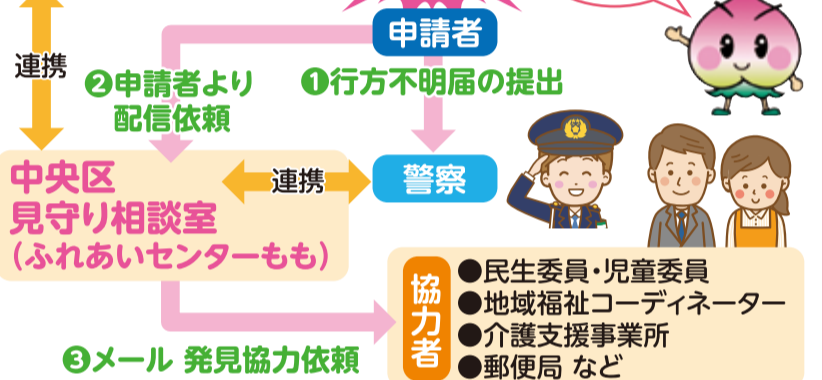 申請者
連携
❷申請者より
配信依頼
❶行方不明届の提出
中央区
見守り相談室
(ふれあいセンターもも)
連携
警察
協力者
●民生委員・児童委員
●地域福祉コーディネーター
●介護支援事業所
●郵便局 など
❸メール 発見協力依頼